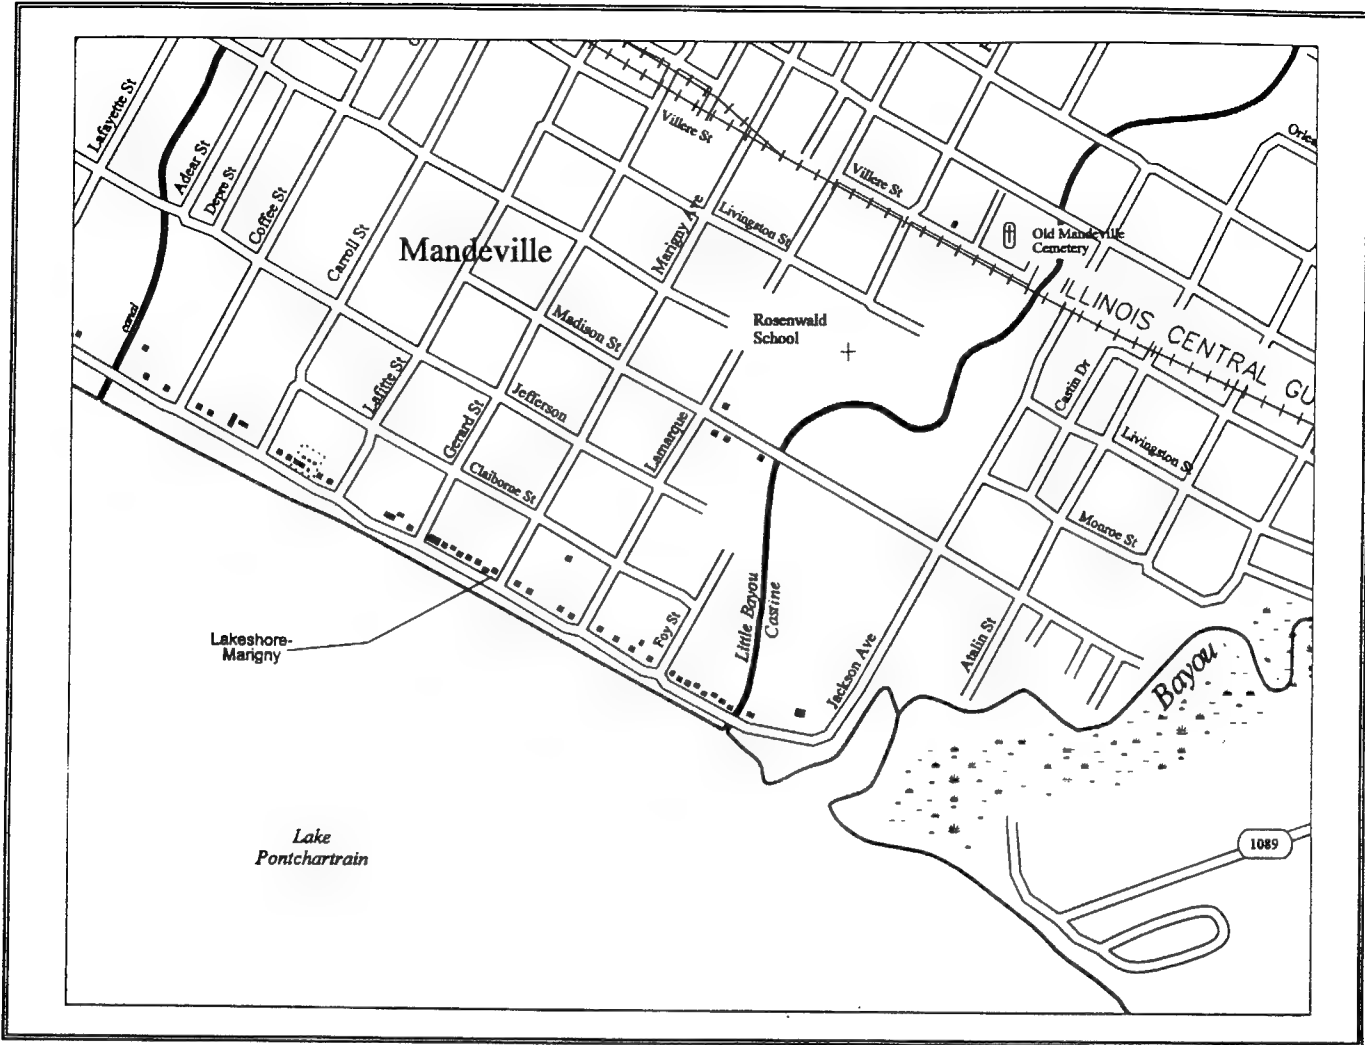 Lafayette St
Adear St
Depre St
Coffee St
Carroll St
canal
Mandeville
Villere St
Villere St
Marigny Ave
Livingston St
Old Mandeville
Cemetery
ILLINOIS CENTRAL GU
Orlea
Rosenwald
School
Madison St
Lafitte St
Jefferson
Gerard St
Lamarque
Claiborne St
Castin Dr
Livingston St
Monroe St
Little Bayou
Castine
Foy St
Jackson Ave
Atalin St
Bayou
Lakeshore-
Marigny
Lake
Pontchartrain
1089